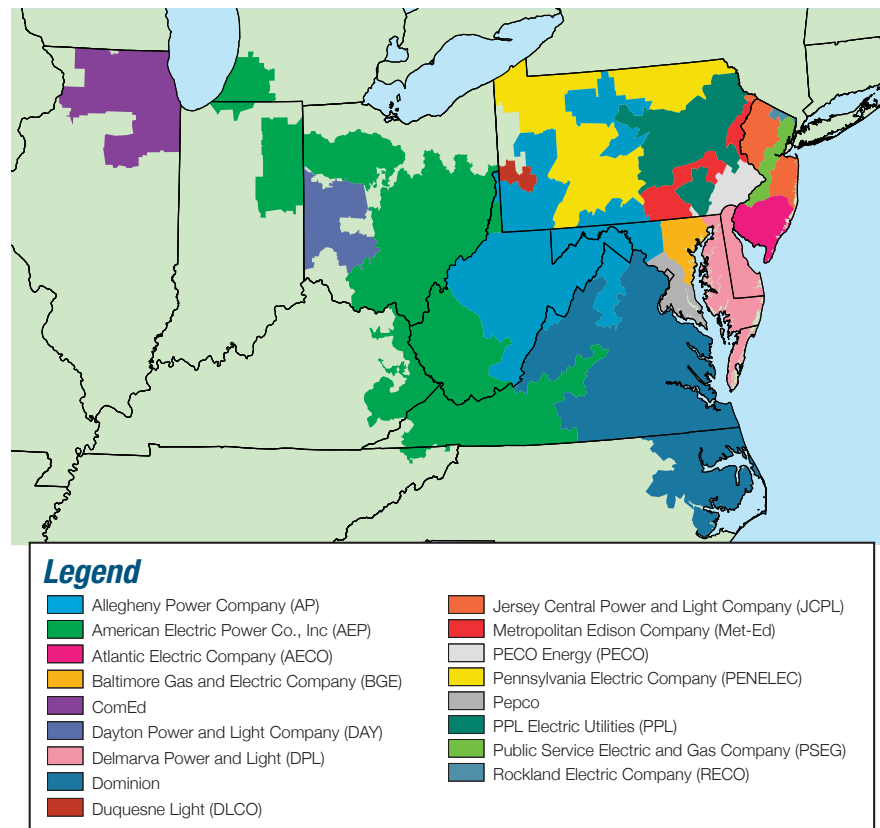 Legend
Allegheny Power Company (AP)
American Electric Power Co., Inc (AEP)
Atlantic Electric Company (AECO)
Baltimore Gas and Electric Company (BGE)
ComEd
Dayton Power and Light Company (DAY)
Delmarva Power and Light (DPL)
Dominion
Duquesne Light (DLCO)
Jersey Central Power and Light Company (JCPL)
Metropolitan Edison Company (Met-Ed)
PECO Energy (PECO)
Pennsylvania Electric Company (PENELEC)
Pepco
PPL Electric Utilities (PPL)
Public Service Electric and Gas Company (PSEG)
Rockland Electric Company (RECO)